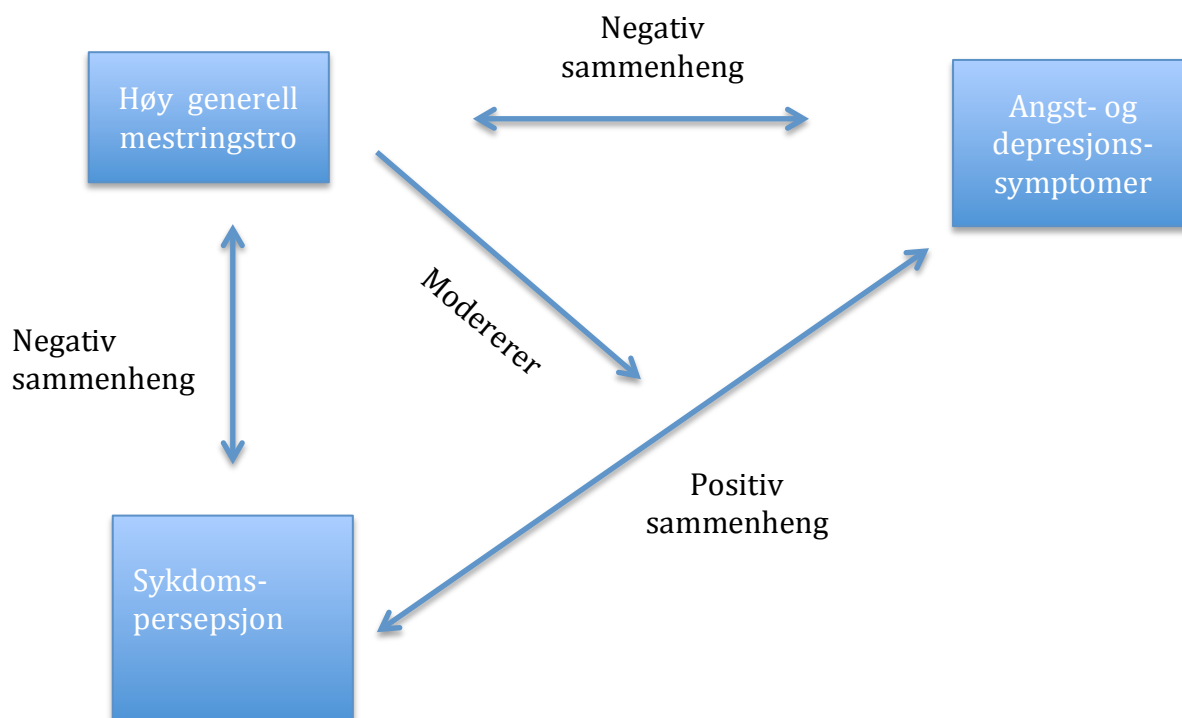 Negativ
sammenheng
Høy generell
mestringstro
Angst- og
depresjons-
symptomer
Modererer
Negativ
sammenheng
Positiv
sammenheng
Sykdoms-
persepsjon